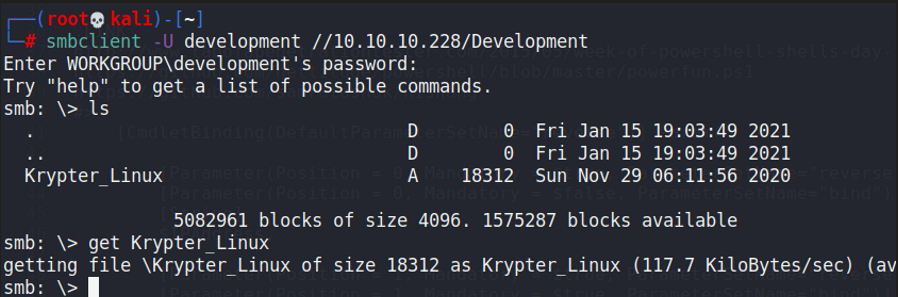 ┌──(root💀kali)-[~]
└─# smbclient -U development //10.10.10.228/Development
Enter WORKGROUP\development's password:
Try "help" to get a list of possible commands.
smb: \> ls
  .                                   D        0  Fri Jan 15 19:03:49 2021
  ..                                  D        0  Fri Jan 15 19:03:49 2021
  Krypter_Linux                       A    18312  Sun Nov 29 06:11:56 2020

                5082961 blocks of size 4096. 1575287 blocks available
smb: \> get Krypter_Linux
getting file \Krypter_Linux of size 18312 as Krypter_Linux (117.7 KiloBytes/sec) (av
smb: \>